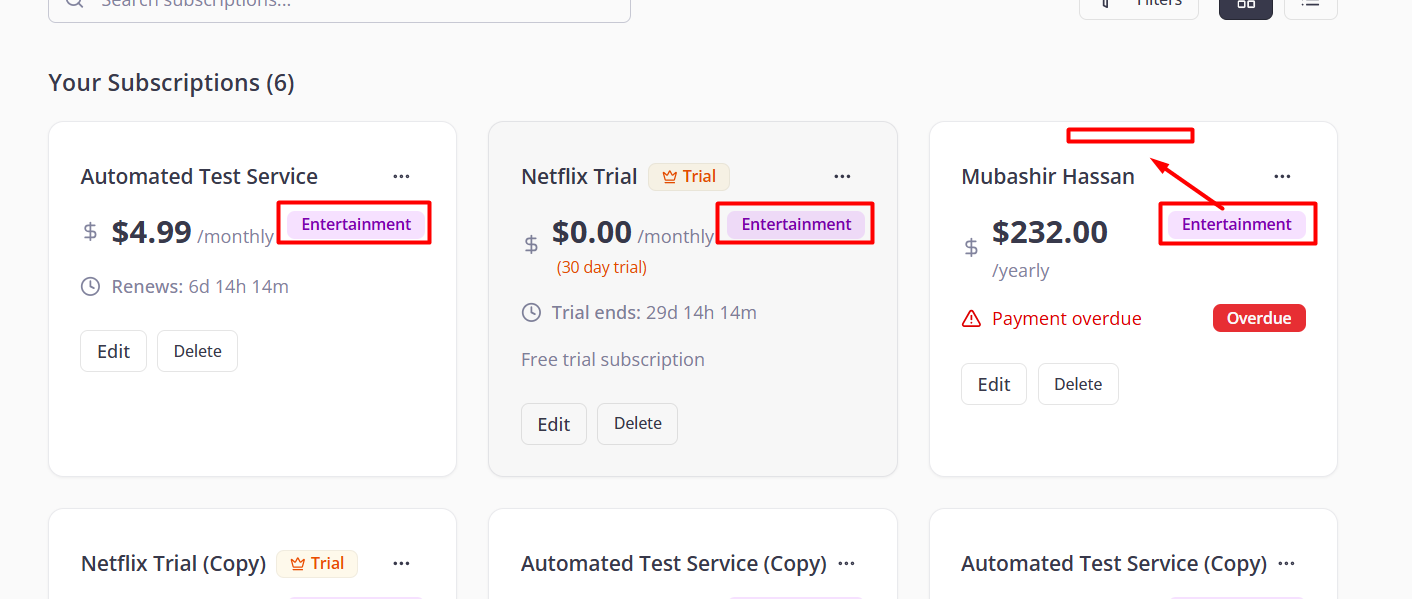 Search subscriptions...
Filters
Your Subscriptions (6)
Automated Test Service
...
$ $4.99 /monthly
Entertainment
Renews: 6d 14h 14m
Edit
Delete
Netflix Trial
Trial
...
$ $0.00 /monthly
Entertainment
(30 day trial)
Trial ends: 29d 14h 14m
Free trial subscription
Edit
Delete
Mubashir Hassan
...
$ $232.00
Entertainment
/yearly
Payment overdue
Overdue
Edit
Delete
Netflix Trial (Copy)
Trial
...
Automated Test Service (Copy)
...
Automated Test Service (Copy)
...